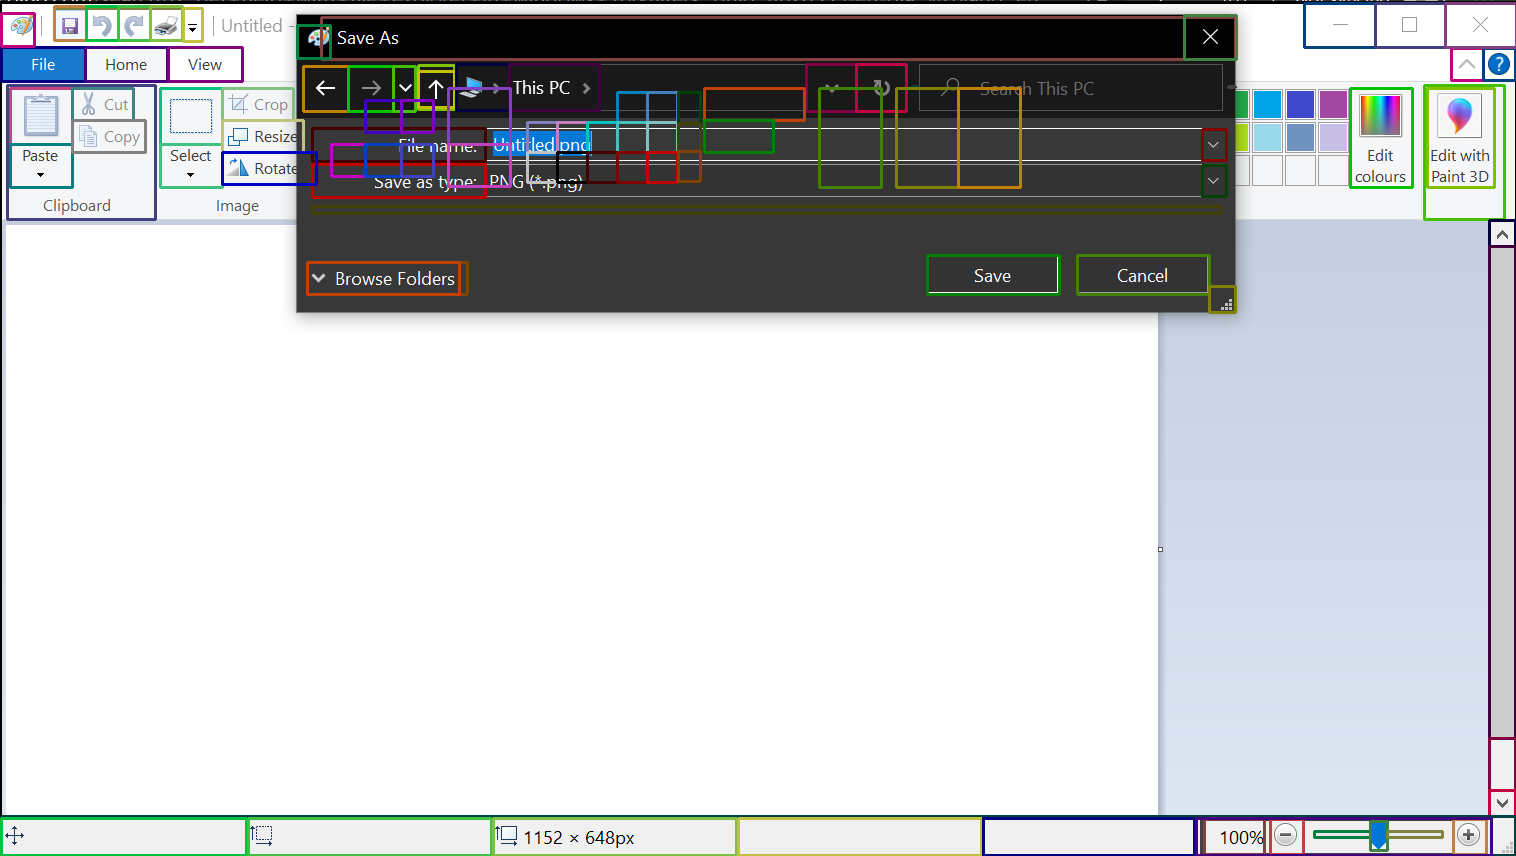 Untitled -
Save As
File
Home
View
This PC
Search This PC
Cut
Copy
Paste
Clipboard
Crop
Resize
Rotate
Select
Image
File name:
Untitled.png
Save as type:
PNG (*.png)
Edit
colours
Edit with
Paint 3D
Browse Folders
Save
Cancel
1152 × 648px
100%